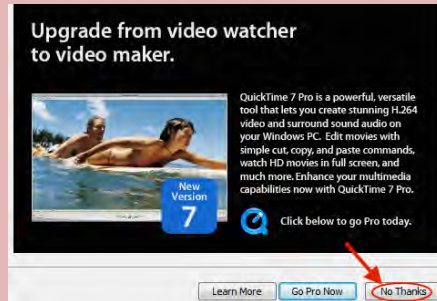 Upgrade from video watcher
to video maker.
QuickTime 7 Pro is a powerful, versatile
tool that lets you create stunning H.264
video and surround sound audio on
your Windows PC. Edit movies with
simple cut, copy, and paste commands,
watch HD movies in full screen, and
much more. Enhance your multimedia
capabilities now with QuickTime 7 Pro.
New
Version
7
Click below to go Pro today.
Learn More
Go Pro Now
No Thanks